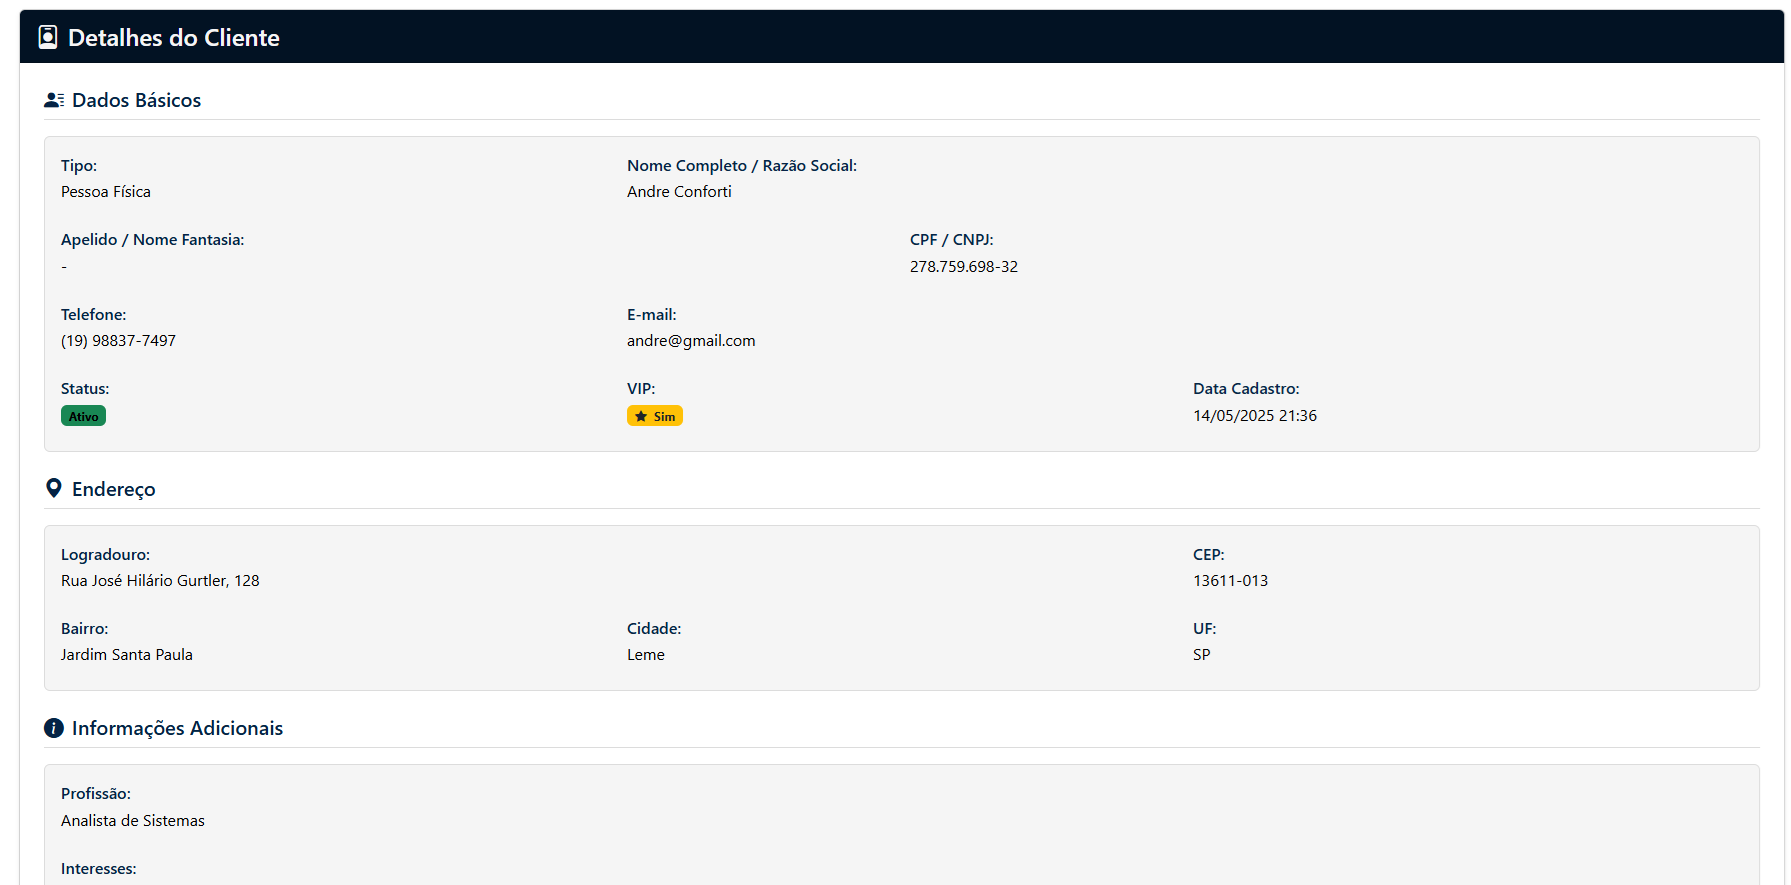 Detalhes do Cliente
Dados Básicos
Tipo:
Nome Completo / Razão Social:
Pessoa Física
Andre Conforti
Apelido / Nome Fantasia:
CPF / CNPJ:
-
278.759.698-32
Telefone:
E-mail:
(19) 98837-7497
andre@gmail.com
Status:
VIP:
Data Cadastro:
Ativo
Sim
14/05/2025 21:36
Endereço
Logradouro:
CEP:
Rua José Hilário Gurtler, 128
13611-013
Bairro:
Cidade:
UF:
Jardim Santa Paula
Leme
SP
Informações Adicionais
Profissão:
Analista de Sistemas
Interesses: